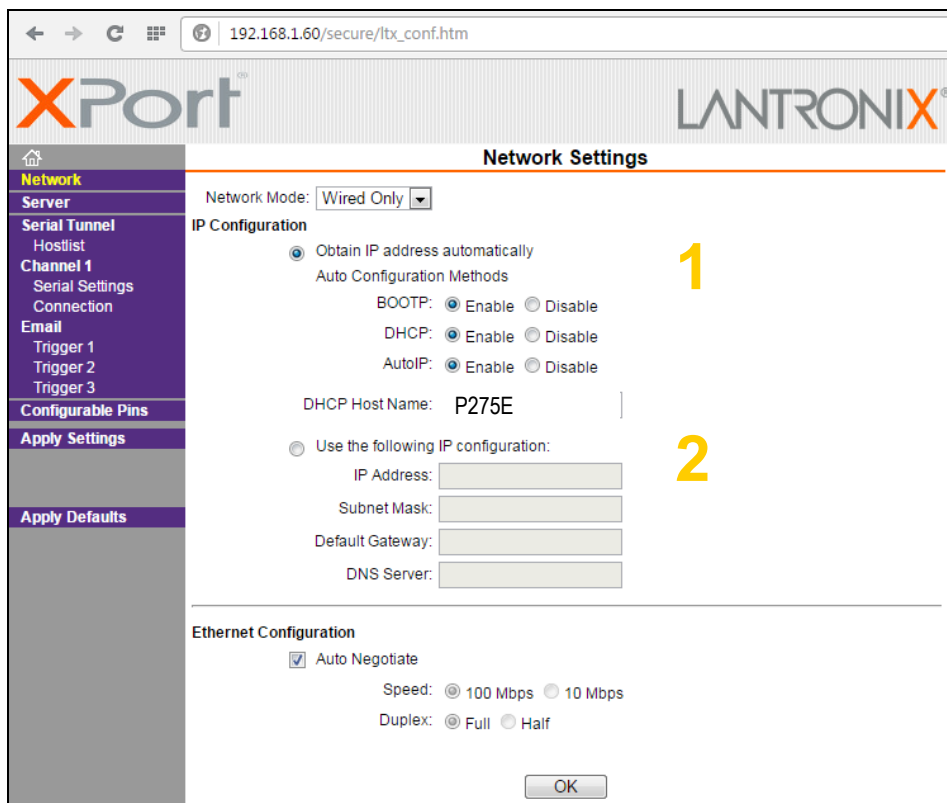 192.168.1.60/secure/ltx_conf.htm
XPort®
LANTRONIX®
Network Settings
Network
Server
Serial Tunnel
Hostlist
Channel 1
Serial Settings
Connection
Email
Trigger 1
Trigger 2
Trigger 3
Configurable Pins
Apply Settings
Apply Defaults
Network Mode: Wired Only
IP Configuration
Obtain IP address automatically
1
Auto Configuration Methods
BOOTP: Enable Disable
DHCP: Enable Disable
AutoIP: Enable Disable
DHCP Host Name: P275E
Use the following IP configuration:
2
IP Address:
Subnet Mask:
Default Gateway:
DNS Server:
Ethernet Configuration
Auto Negotiate
Speed: 100 Mbps 10 Mbps
Duplex: Full Half
OK